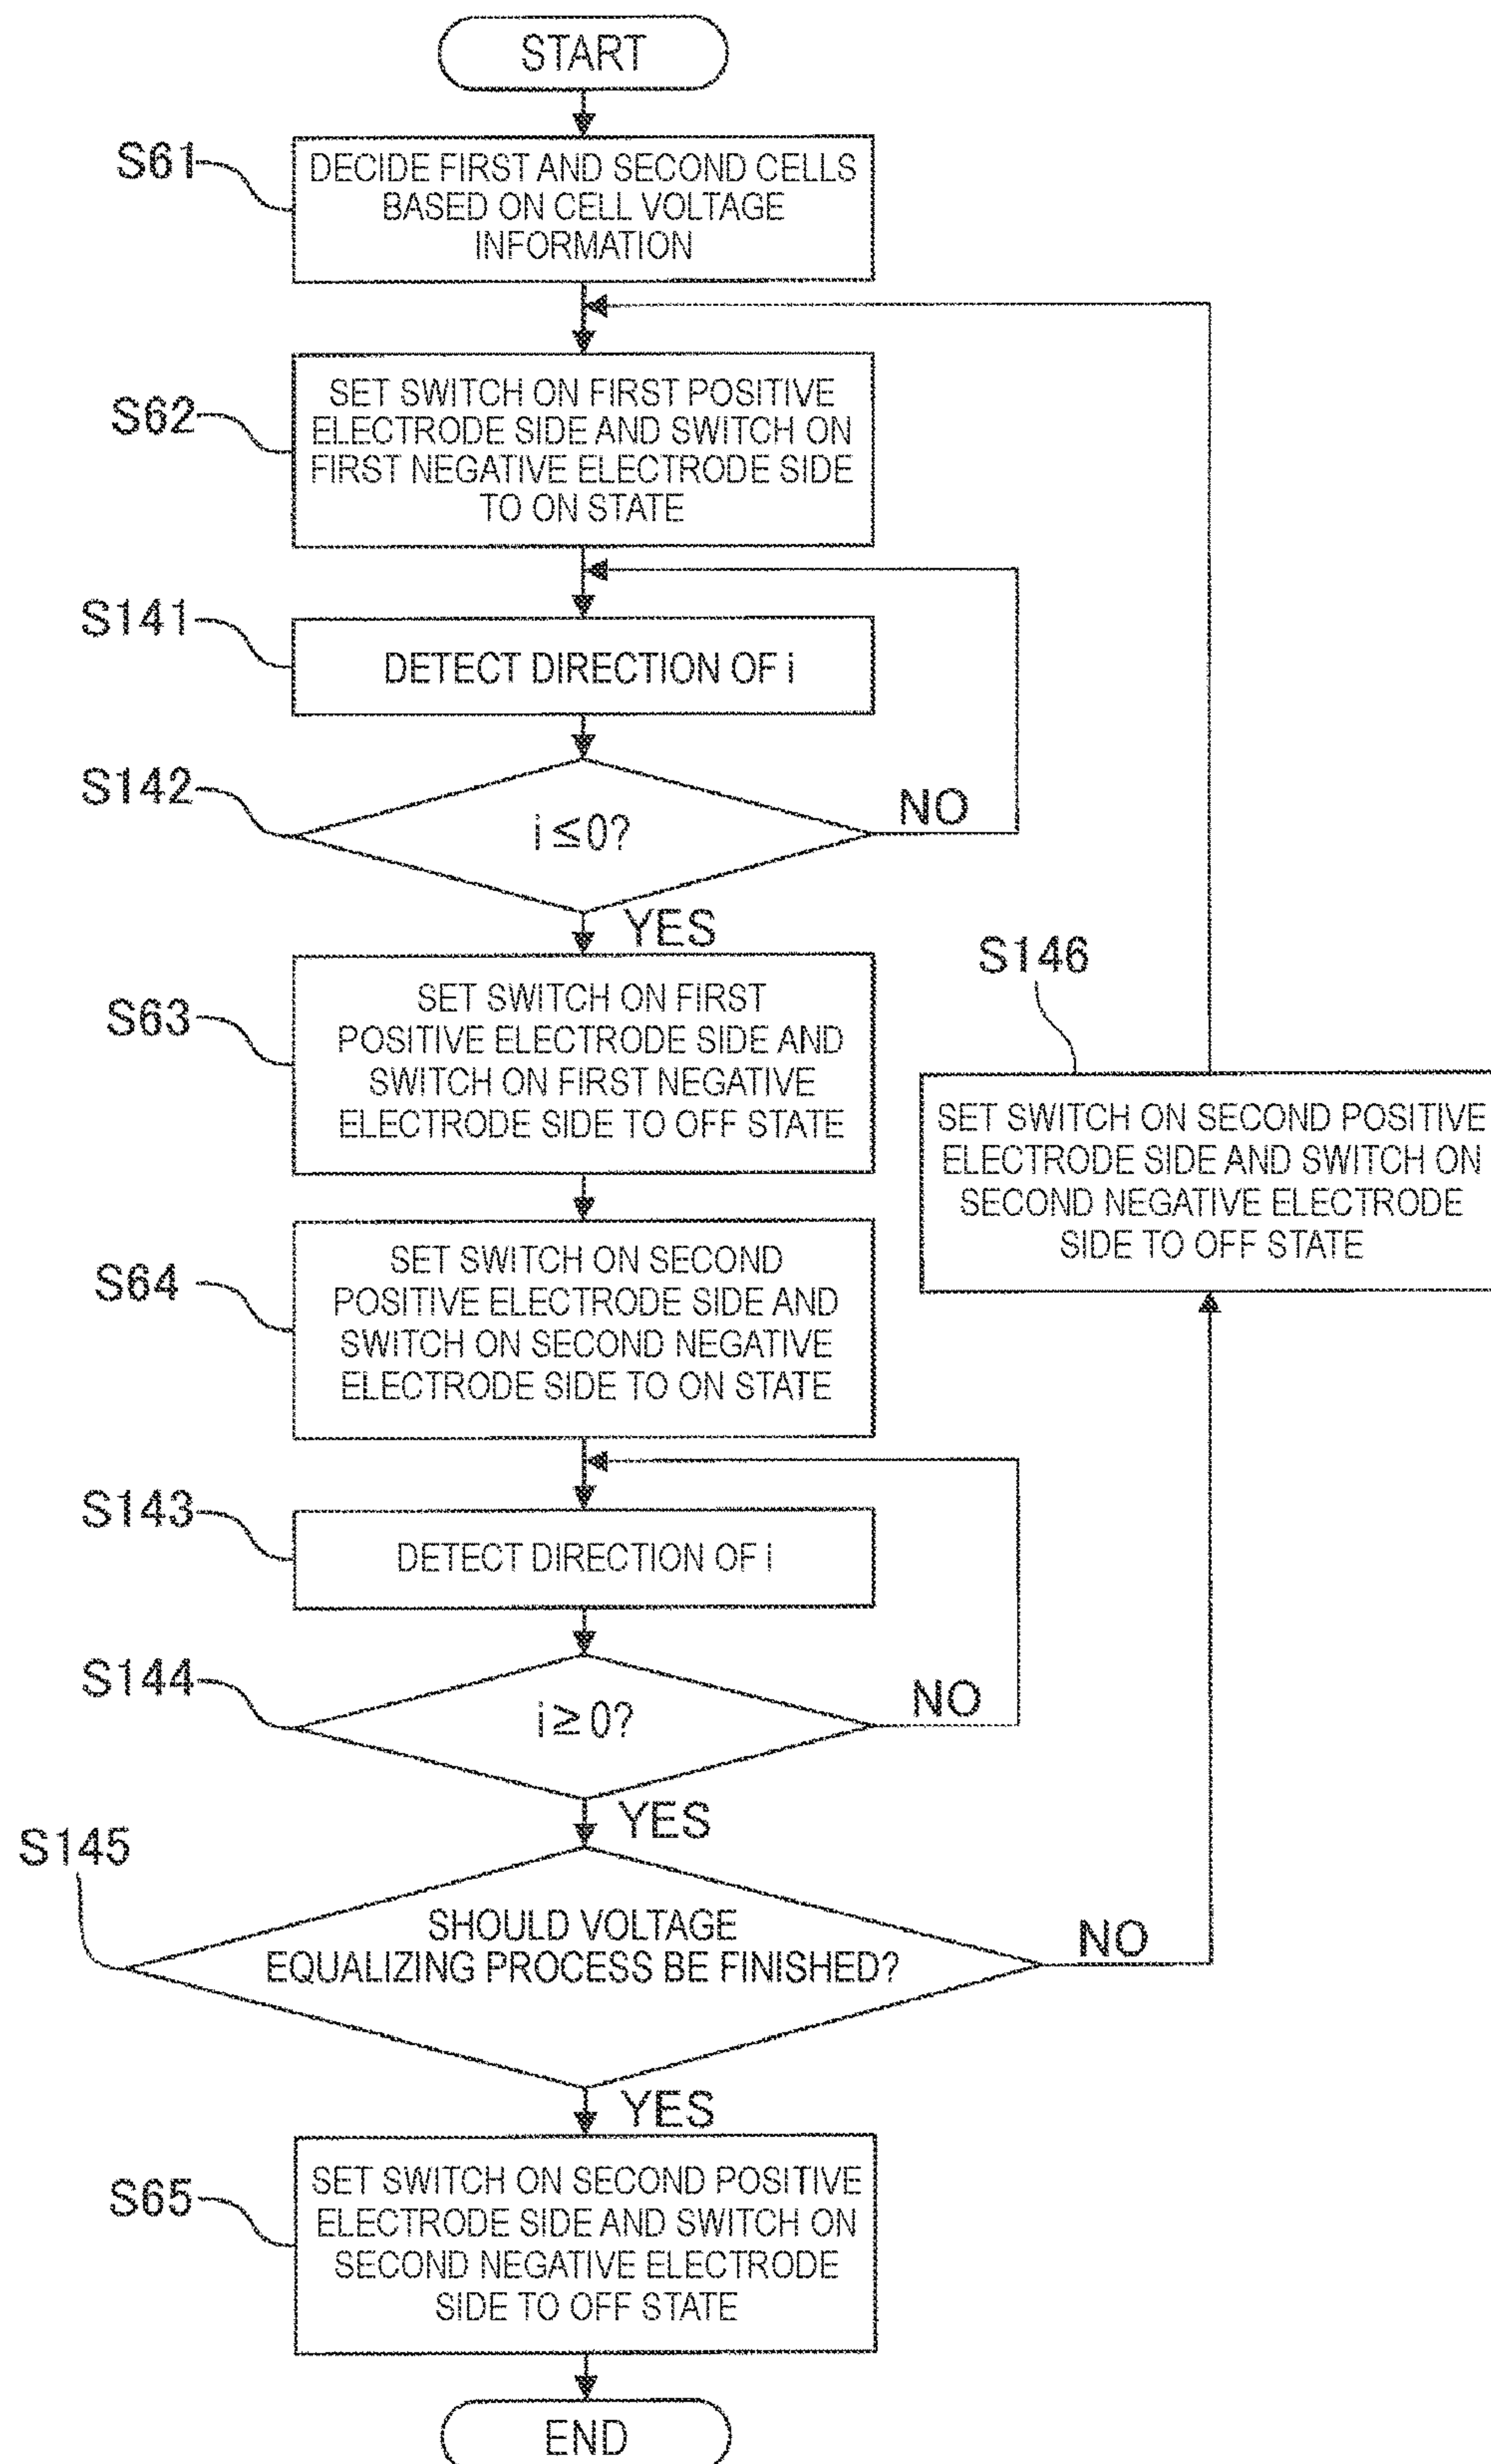 START
S61
DECIDE FIRST AND SECOND CELLS
BASED ON CELL VOLTAGE
INFORMATION
S62
SET SWITCH ON FIRST POSITIVE
ELECTRODE SIDE AND SWITCH ON
FIRST NEGATIVE ELECTRODE SIDE
TO ON STATE
S141
DETECT DIRECTION OF i
S142
i ≤ 0?
NO
YES
S63
SET SWITCH ON FIRST
POSITIVE ELECTRODE SIDE AND
SWITCH ON FIRST NEGATIVE
ELECTRODE SIDE TO OFF STATE
S146
SET SWITCH ON SECOND POSITIVE
ELECTRODE SIDE AND SWITCH ON
SECOND NEGATIVE ELECTRODE
SIDE TO OFF STATE
S64
SET SWITCH ON SECOND
POSITIVE ELECTRODE SIDE AND
SWITCH ON SECOND NEGATIVE
ELECTRODE SIDE TO ON STATE
S143
DETECT DIRECTION OF i
S144
i ≥ 0?
NO
YES
S145
SHOULD VOLTAGE
EQUALIZING PROCESS BE FINISHED?
NO
YES
S65
SET SWITCH ON SECOND POSITIVE
ELECTRODE SIDE AND SWITCH ON
SECOND NEGATIVE ELECTRODE
SIDE TO OFF STATE
END